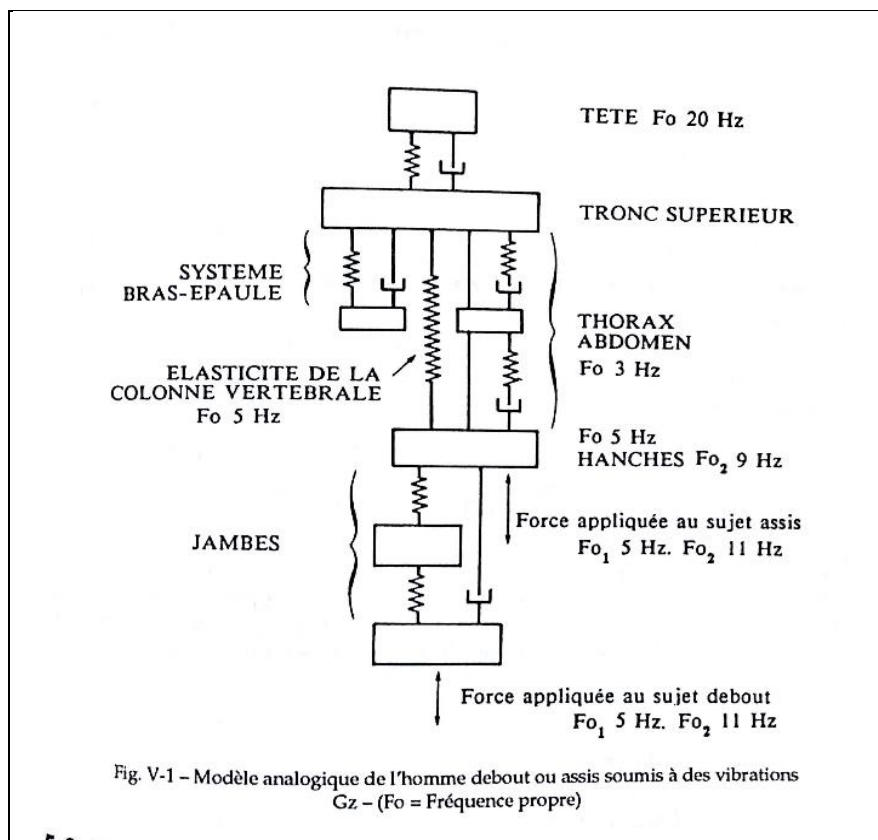 TETE Fo 20 Hz
TRONC SUPERIEUR
SYSTEME
BRAS-EPAULE
THORAX
ABDOMEN
Fo 3 Hz
ELASTICITE DE LA
COLONNE VERTEBRALE
Fo 5 Hz
Fo 5 Hz
HANCHES Fo₂ 9 Hz
Force appliquée au sujet assis
Fo₁ 5 Hz. Fo₂ 11 Hz
JAMBES
Force appliquée au sujet debout
Fo₁ 5 Hz. Fo₂ 11 Hz
Fig. V-1 – Modèle analogique de l'homme debout ou assis soumis à des vibrations
Gz – (Fo = Fréquence propre)